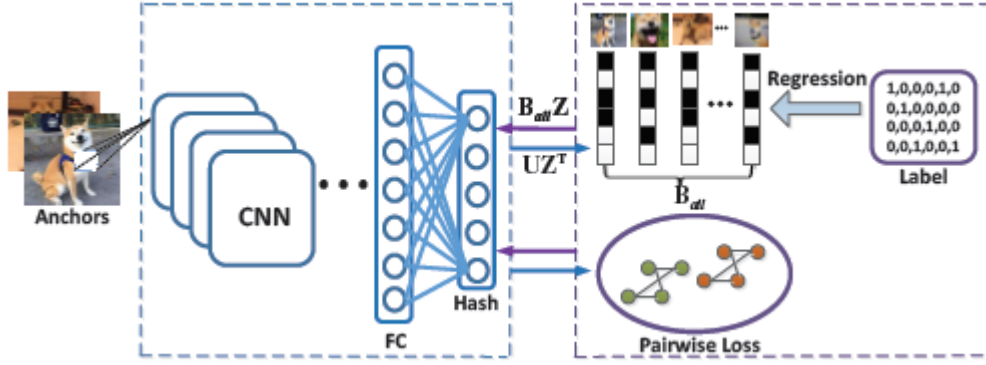 Anchors
CNN
FC
Hash
B_all Z
UZ^T
B_all
Regression
1,0,0,0,1,0
0,1,0,0,0,0
0,0,0,1,0,0
0,0,1,0,0,1
Label
Pairwise Loss